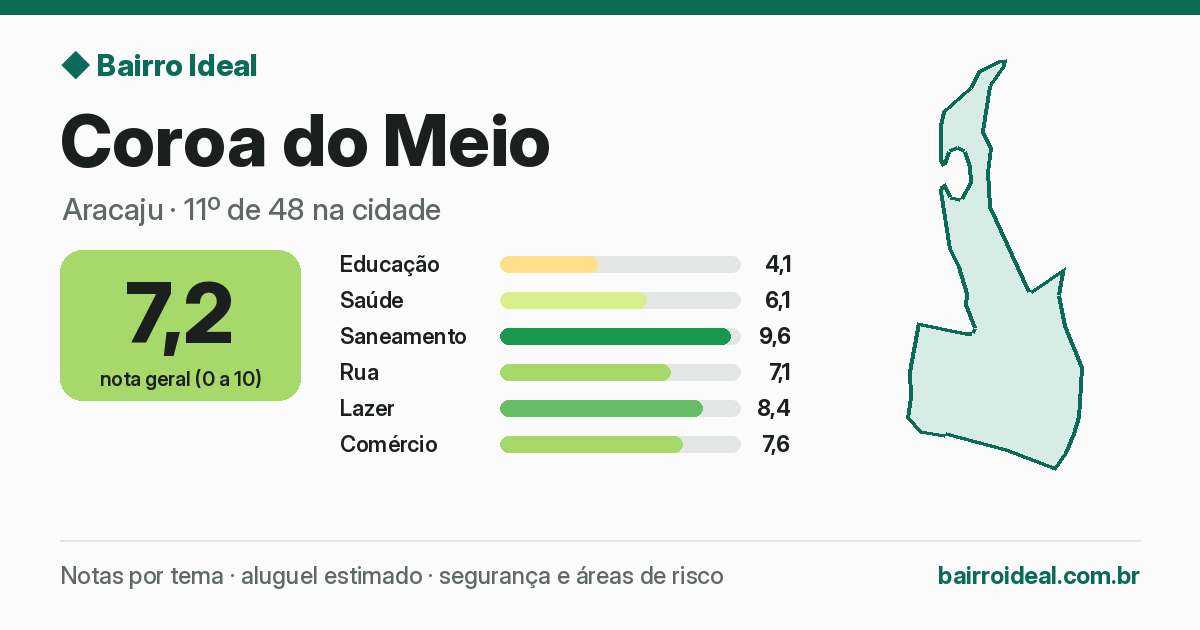 Bairro Ideal
Coroa do Meio
Aracaju · 11º de 48 na cidade
7,2
nota geral (0 a 10)
Educação 4,1
Saúde 6,1
Saneamento 9,6
Rua 7,1
Lazer 8,4
Comércio 7,6
Notas por tema · aluguel estimado · segurança e áreas de risco
bairroideal.com.br